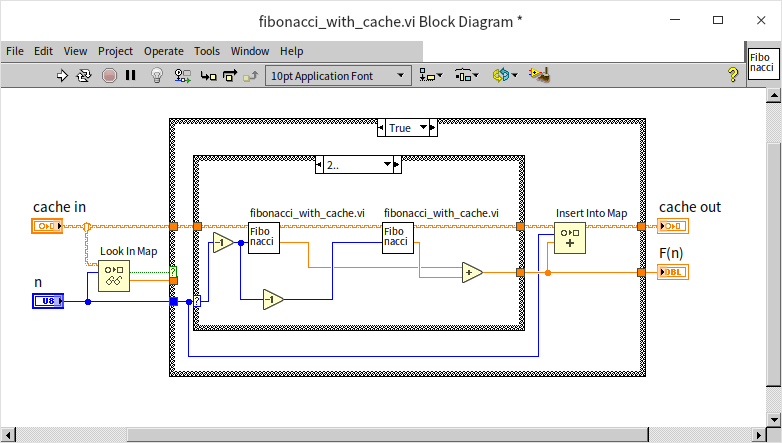 fibonacci_with_cache.vi Block Diagram *
File Edit View Project Operate Tools Window Help
Fibo
nacci
10pt Application Font
?
True
2..
cache in
fibonacci_with_cache.vi
fibonacci_with_cache.vi
Insert Into Map
cache out
-1
Fibo
nacci
Fibo
nacci
+
Look In Map
F(n)
?
+
DBL
n
U8
?
-1